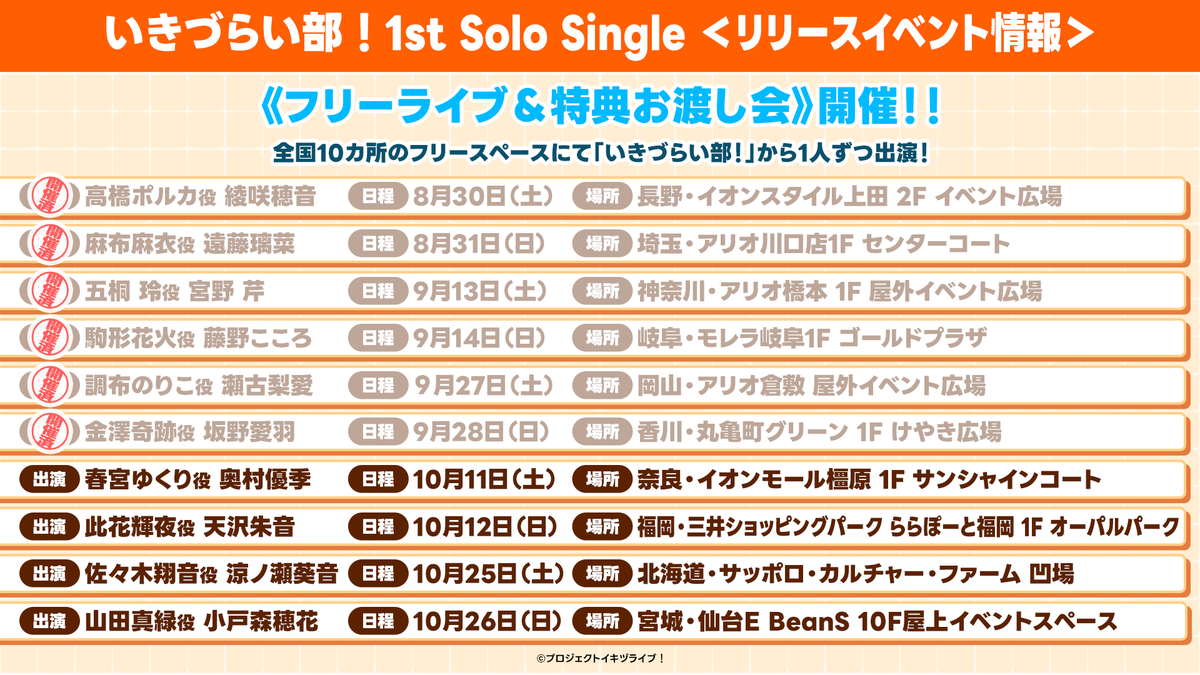 いきづらい部！1st Solo Single ＜リリースイベント情報＞
《フリーライブ＆特典お渡し会》開催！！
全国10カ所のフリースペースにて「いきづらい部！」から1人ずつ出演！
開催済 高橋ポルカ役 綾咲穂音 日程 8月30日（土） 場所 長野・イオンスタイル上田 2F イベント広場
開催済 麻布麻衣役 遠藤璃菜 日程 8月31日（日） 場所 埼玉・アリオ川口店1F センターコート
開催済 五桐 玲役 宮野 芹 日程 9月13日（土） 場所 神奈川・アリオ橋本 1F 屋外イベント広場
開催済 駒形花火役 藤野こころ 日程 9月14日（日） 場所 岐阜・モレラ岐阜1F ゴールドプラザ
開催済 調布のりこ役 瀬古梨愛 日程 9月27日（土） 場所 岡山・アリオ倉敷 屋外イベント広場
開催済 金澤奇跡役 坂野愛羽 日程 9月28日（日） 場所 香川・丸亀町グリーン 1F けやき広場
出演 春宮ゆくり役 奥村優季 日程 10月11日（土） 場所 奈良・イオンモール橿原 1F サンシャインコート
出演 此花輝夜役 天沢朱音 日程 10月12日（日） 場所 福岡・三井ショッピングパーク ららぽーと福岡 1F オーパルパーク
出演 佐々木翔音役 涼ノ瀬葵音 日程 10月25日（土） 場所 北海道・サッポロ・カルチャー・ファーム 凹場
出演 山田真緑役 小戸森穂花 日程 10月26日（日） 場所 宮城・仙台E BeanS 10F屋上イベントスペース
©プロジェクトイキヅライブ！